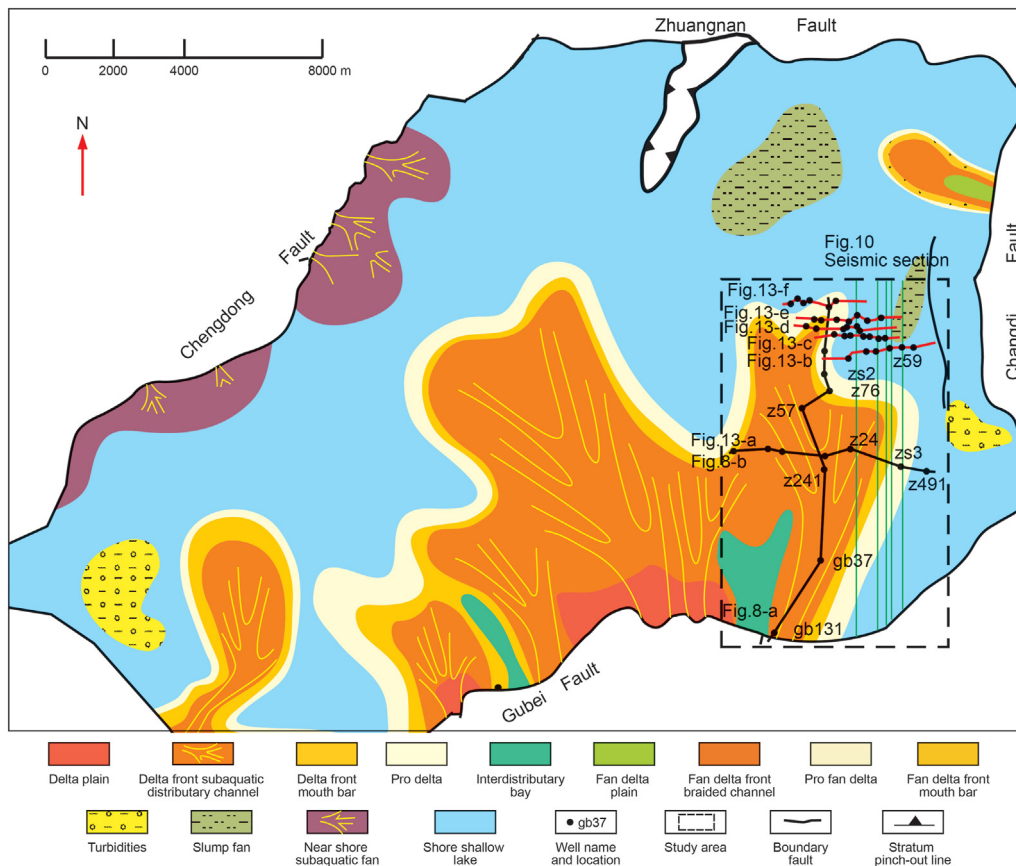 Zhuangnan Fault
0 2000 4000 8000 m
N
Fault
Chengdong
Fault
Changdi
Fig.10
Seismic section
Fig.13-f
Fig.13-e
Fig.13-d
Fig.13-c
Fig.13-b
z59
zs2
z76
z57
Fig.13-a
Fig.8-b
z24
zs3
z241
z491
gb37
Fig.8-a
gb131
Gubei Fault
Delta plain
Delta front subaquatic
distributary channel
Delta front
mouth bar
Pro delta
Interdistributary
bay
Fan delta
plain
Fan delta front
braided channel
Pro fan delta
Fan delta front
mouth bar
gb37
Turbidities
Slump fan
Near shore
subaquatic fan
Shore shallow
lake
Well name
and location
Study area
Boundary
fault
Stratum
pinch-out line